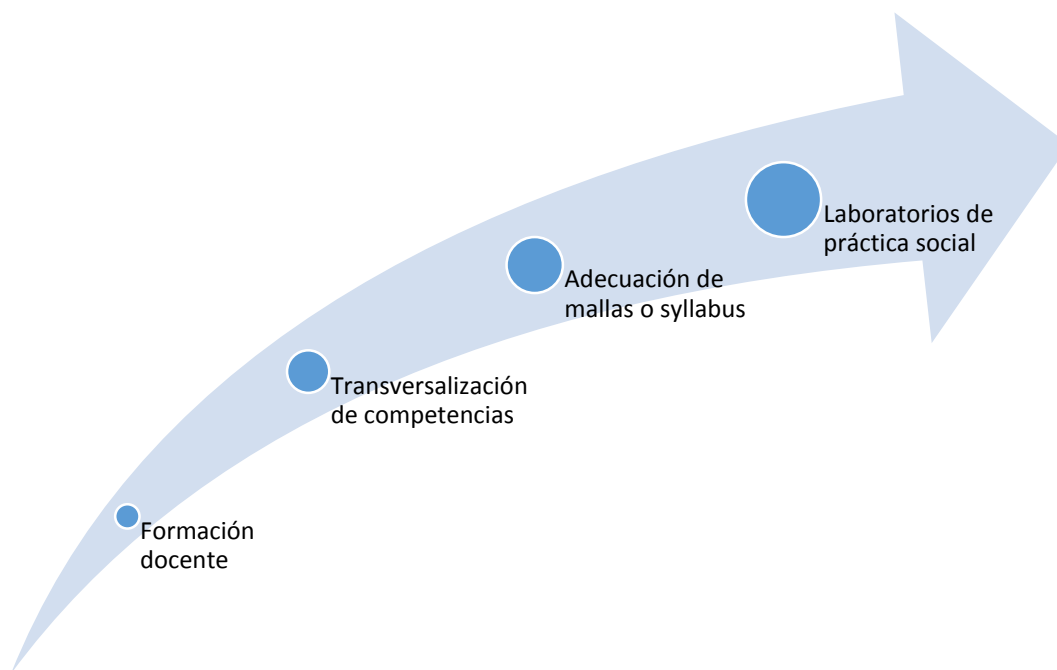 Laboratorios de
práctica social
Adecuación de
mallas o syllabus
Transversalización
de competencias
Formación
docente